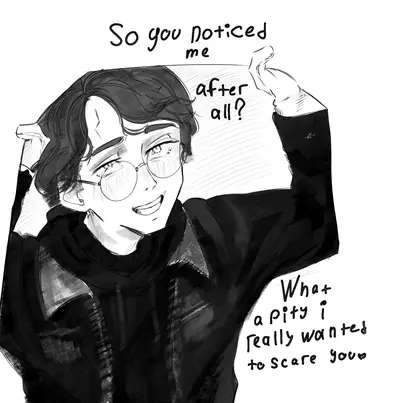 So you noticed
me
after
all?
What
a pity i
really wanted
to scare you